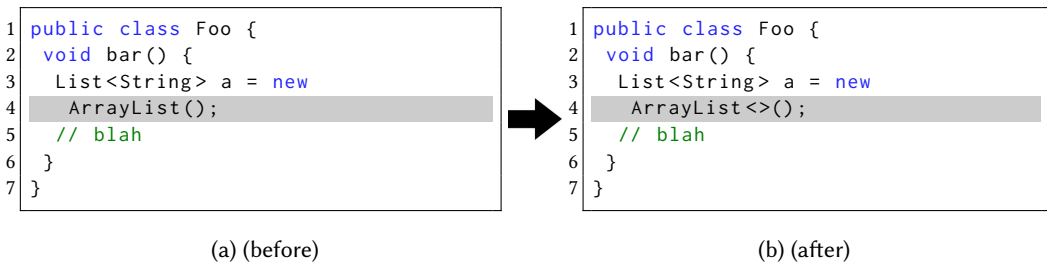 1 public class Foo {
2  void bar() {
3   List<String> a = new
4    ArrayList();
5   // blah
6  }
7 }
(a) (before)
1 public class Foo {
2  void bar() {
3   List<String> a = new
4    ArrayList<>();
5   // blah
6  }
7 }
(b) (after)